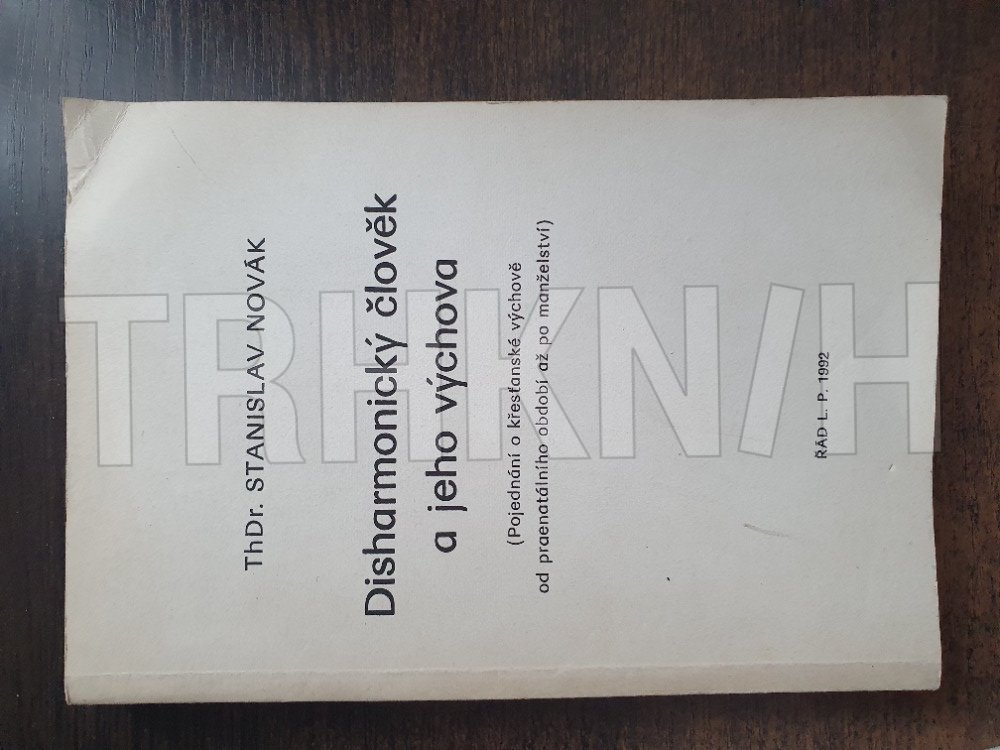 ThDr. STANISLAV NOVÁK
Disharmonický člověk
a jeho výchova
(Pojednání o křesťanské výchově
od praenatálního období až po manželství)
ŘÁD L. P. 1992
TRHKNIH